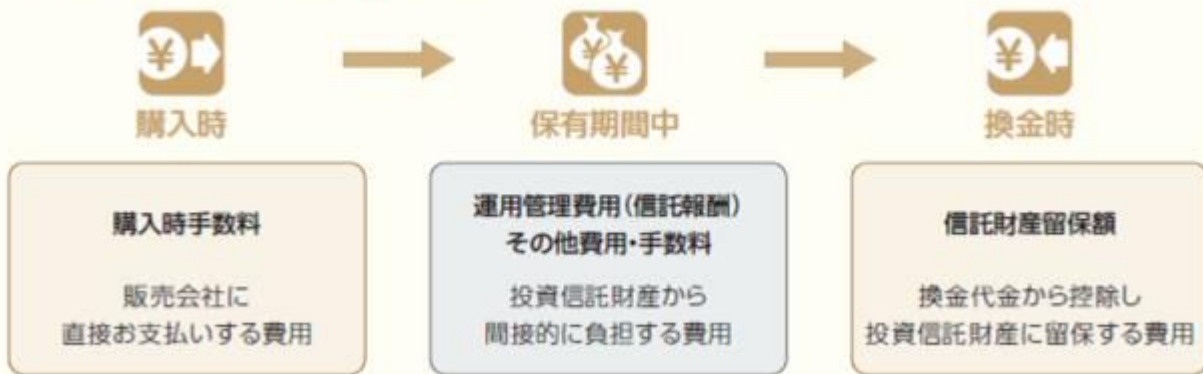 ¥
¥
¥
¥
購入時
保有期間中
換金時
購入時手数料
販売会社に
直接お支払いする費用
運用管理費用(信託報酬)
その他費用・手数料
投資信託財産から
間接的に負担する費用
信託財産留保額
換金代金から控除し
投資信託財産に留保する費用